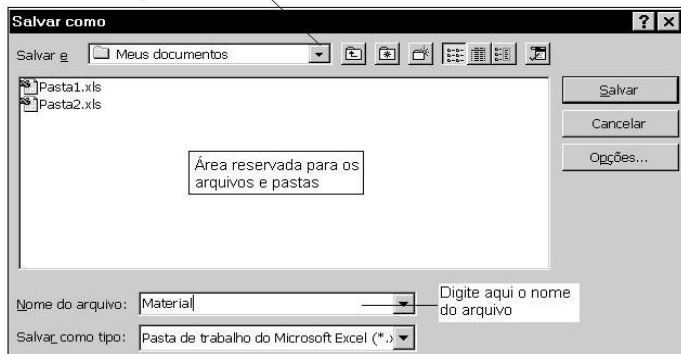 Salvar como
Salvar e Meus documentos
Pasta1.xls
Pasta2.xls
Salvar
Cancelar
Opções...
Área reservada para os
arquivos e pastas
Nome do arquivo: Material
Digite aqui o nome
do arquivo
Salvar como tipo: Pasta de trabalho do Microsoft Excel (*.x